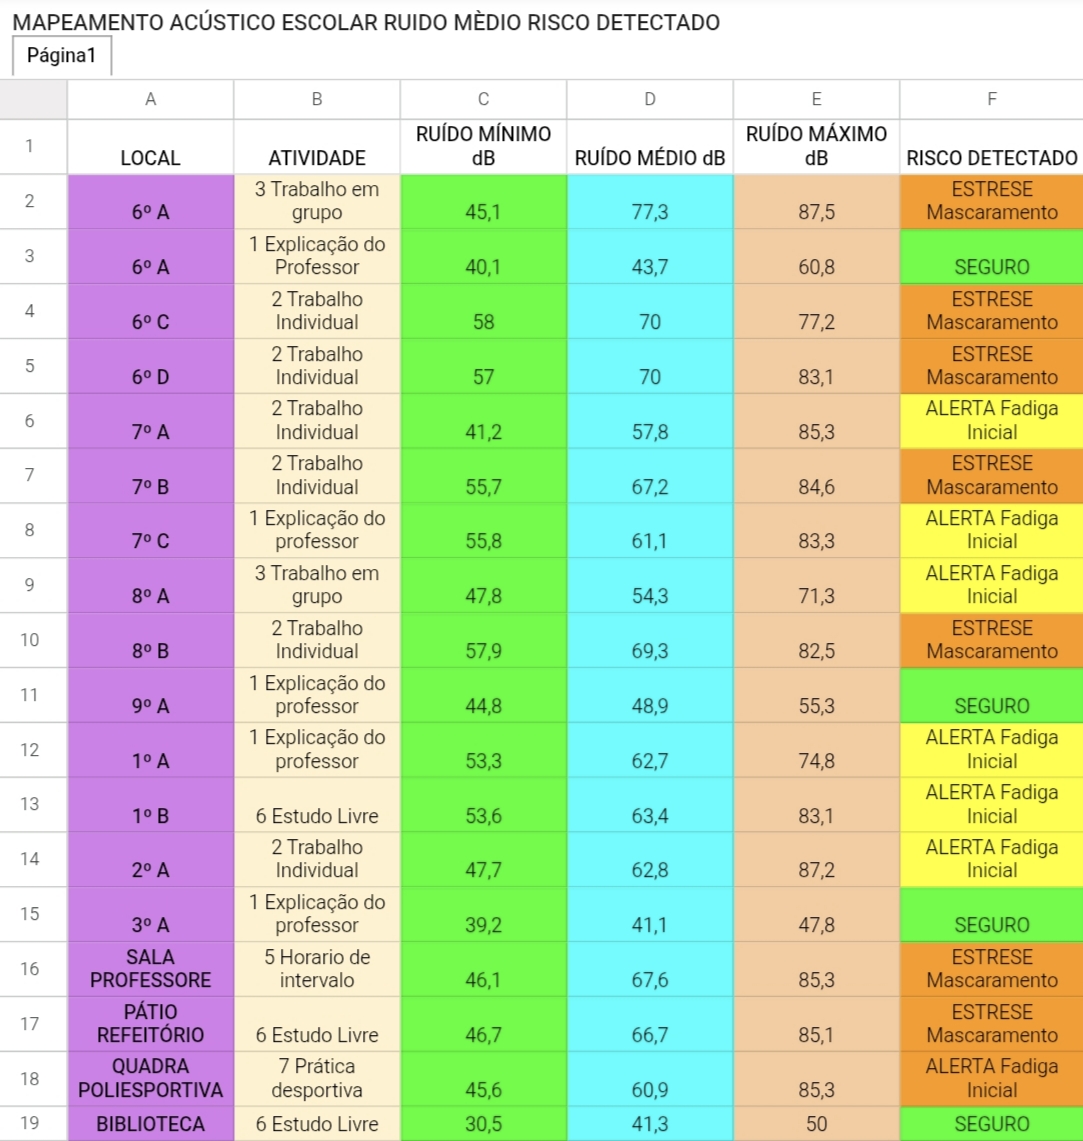 MAPEAMENTO ACÚSTICO ESCOLAR RUIDO MÈDIO RISCO DETECTADO
Página1
A B C D E F
1 LOCAL ATIVIDADE RUÍDO MÍNIMO dB RUÍDO MÉDIO dB RUÍDO MÁXIMO dB RISCO DETECTADO
2 6º A 3 Trabalho em grupo 45,1 77,3 87,5 ESTRESE Mascaramento
3 6º A 1 Explicação do Professor 40,1 43,7 60,8 SEGURO
4 6º C 2 Trabalho Individual 58 70 77,2 ESTRESE Mascaramento
5 6º D 2 Trabalho Individual 57 70 83,1 ESTRESE Mascaramento
6 7º A 2 Trabalho Individual 41,2 57,8 85,3 ALERTA Fadiga Inicial
7 7º B 2 Trabalho Individual 55,7 67,2 84,6 ESTRESE Mascaramento
8 7º C 1 Explicação do professor 55,8 61,1 83,3 ALERTA Fadiga Inicial
9 8º A 3 Trabalho em grupo 47,8 54,3 71,3 ALERTA Fadiga Inicial
10 8º B 2 Trabalho Individual 57,9 69,3 82,5 ESTRESE Mascaramento
11 9º A 1 Explicação do professor 44,8 48,9 55,3 SEGURO
12 1º A 1 Explicação do professor 53,3 62,7 74,8 ALERTA Fadiga Inicial
13 1º B 6 Estudo Livre 53,6 63,4 83,1 ALERTA Fadiga Inicial
14 2º A 2 Trabalho Individual 47,7 62,8 87,2 ALERTA Fadiga Inicial
15 3º A 1 Explicação do professor 39,2 41,1 47,8 SEGURO
16 SALA PROFESSORE 5 Horario de intervalo 46,1 67,6 85,3 ESTRESE Mascaramento
17 PÁTIO REFEITÓRIO 6 Estudo Livre 46,7 66,7 85,1 ESTRESE Mascaramento
18 QUADRA POLIESPORTIVA 7 Prática desportiva 45,6 60,9 85,3 ALERTA Fadiga Inicial
19 BIBLIOTECA 6 Estudo Livre 30,5 41,3 50 SEGURO